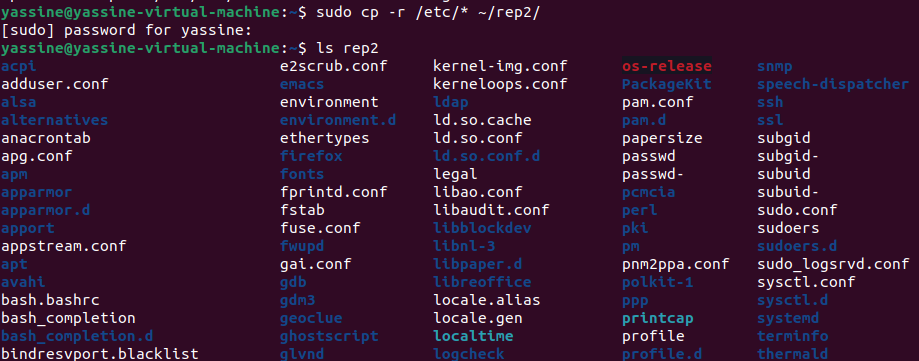 yassine@yassine-virtual-machine:~$ sudo cp -r /etc/* ~/rep2/
[sudo] password for yassine:
yassine@yassine-virtual-machine:~$ ls rep2
acpi e2scrub.conf kernel-img.conf os-release snmp
adduser.conf emacs kerneloops.conf PackageKit speech-dispatcher
alsa environment ldap pam.conf ssh
alternatives environment.d ld.so.cache pam.d ssl
anacrontab ethertypes ld.so.conf papersize subgid
apg.conf firefox ld.so.conf.d passwd subgid-
apm fonts legal passwd- subuid
apparmor fprintd.conf libao.conf pcmcia subuid-
apparmor.d fstab libaudit.conf perl sudo.conf
apport fuse.conf libblockdev pki sudoers
appstream.conf fwupd libnl-3 pm sudoers.d
apt gai.conf libpaper.d pnm2ppa.conf sudo_logsrvd.conf
avahi gdb libreoffice polkit-1 sysctl.conf
bash.bashrc gdm3 locale.alias ppp sysctl.d
bash_completion geoclue locale.gen printcap systemd
bash_completion.d ghostscript localtime profile terminfo
bindresvport.blacklist glvnd logcheck profile.d thermald